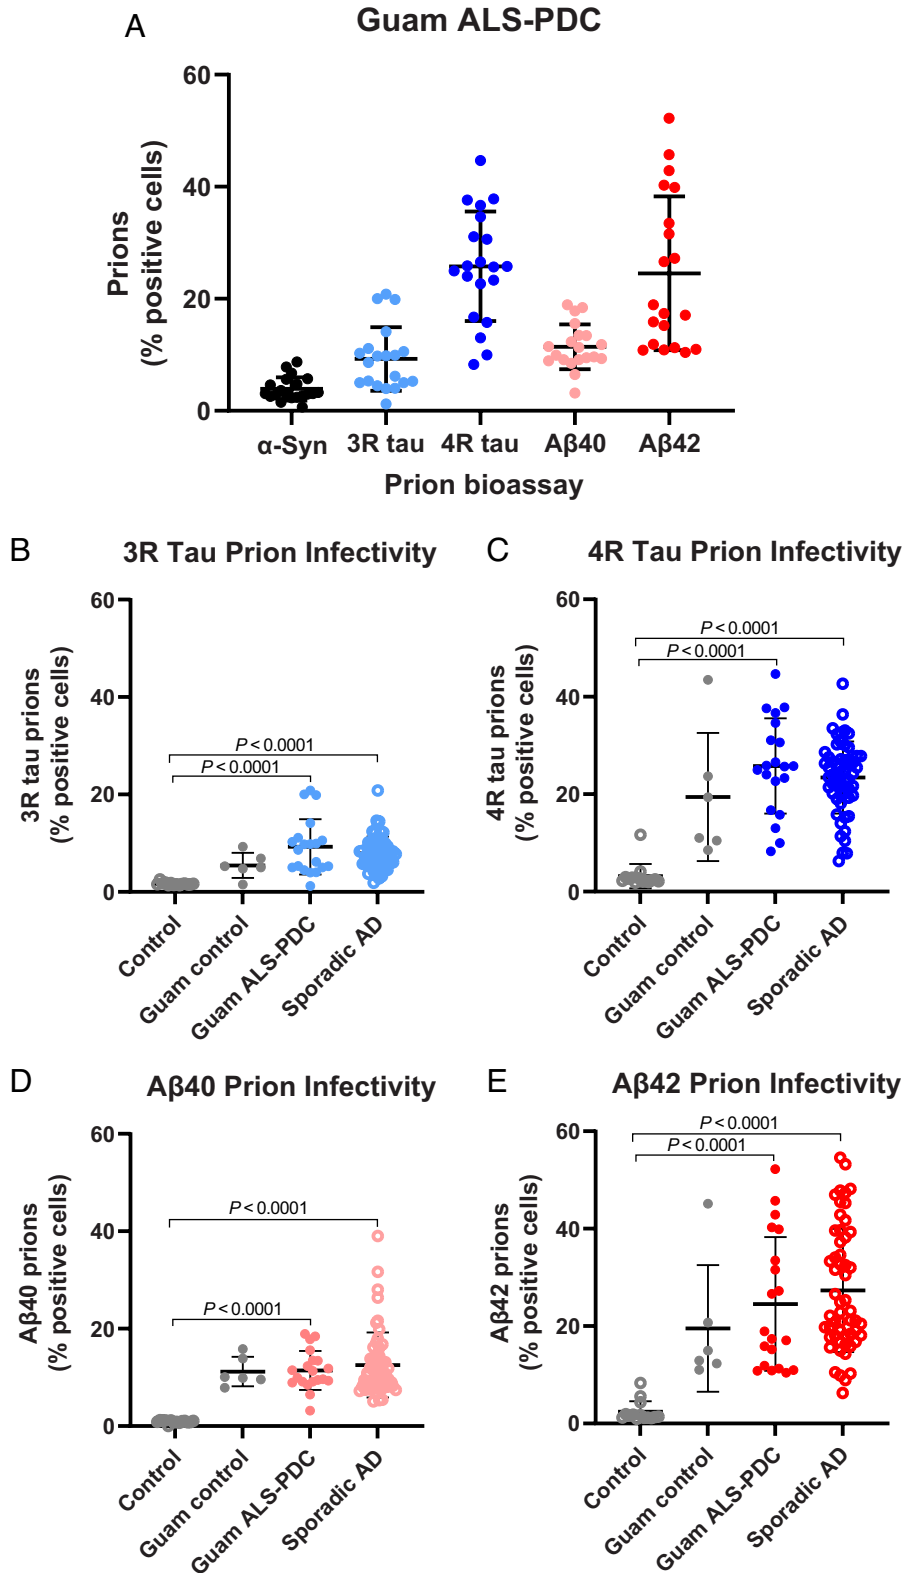 A
Guam ALS-PDC
Prions
(% positive cells)
60
40
20
0
α-Syn 3R tau 4R tau Aβ40 Aβ42
Prion bioassay
B
3R Tau Prion Infectivity
3R tau prions
(% positive cells)
60
40
20
0
P < 0.0001
P < 0.0001
Control
Guam control
Guam ALS-PDC
Sporadic AD
C
4R Tau Prion Infectivity
4R tau prions
(% positive cells)
60
40
20
0
P < 0.0001
P < 0.0001
Control
Guam control
Guam ALS-PDC
Sporadic AD
D
Aβ40 Prion Infectivity
Aβ40 prions
(% positive cells)
60
40
20
0
P < 0.0001
P < 0.0001
Control
Guam control
Guam ALS-PDC
Sporadic AD
E
Aβ42 Prion Infectivity
Aβ42 prions
(% positive cells)
60
40
20
0
P < 0.0001
P < 0.0001
Control
Guam control
Guam ALS-PDC
Sporadic AD